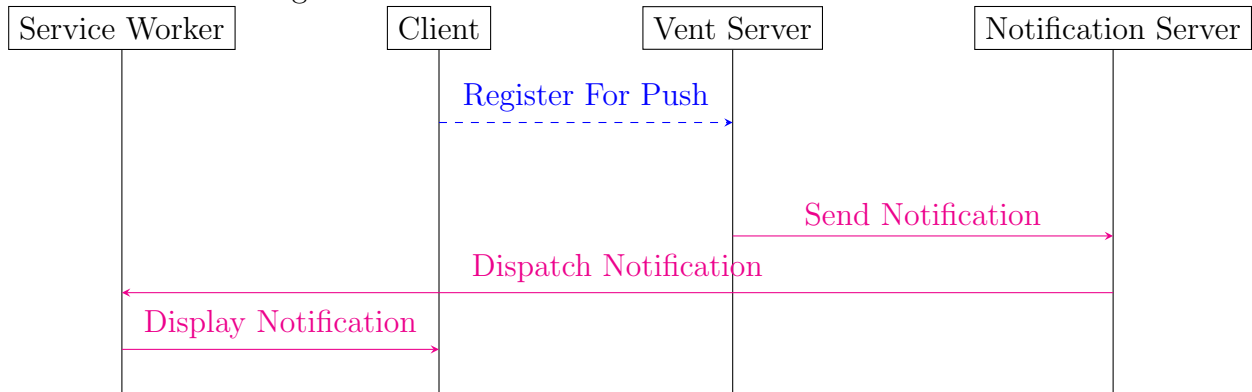 Service Worker
Client
Vent Server
Notification Server
Register For Push
Send Notification
Dispatch Notification
Display Notification